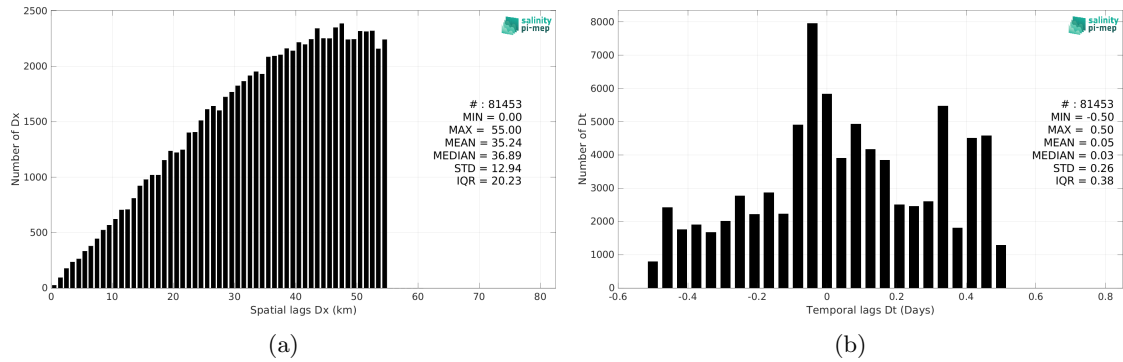 2500
2000
1500
1000
500
0
0
10
20
30
40
50
60
70
80
Number of Dx
Spatial lags Dx (km)
salinity
pi-mep
# : 81453
MIN = 0.00
MAX = 55.00
MEAN = 35.24
MEDIAN = 36.89
STD = 12.94
IQR = 20.23
(a)
8000
7000
6000
5000
4000
3000
2000
1000
0
-0.6
-0.4
-0.2
0
0.2
0.4
0.6
0.8
Number of Dt
Temporal lags Dt (Days)
salinity
pi-mep
# : 81453
MIN = -0.50
MAX = 0.50
MEAN = 0.05
MEDIAN = 0.03
STD = 0.26
IQR = 0.38
(b)